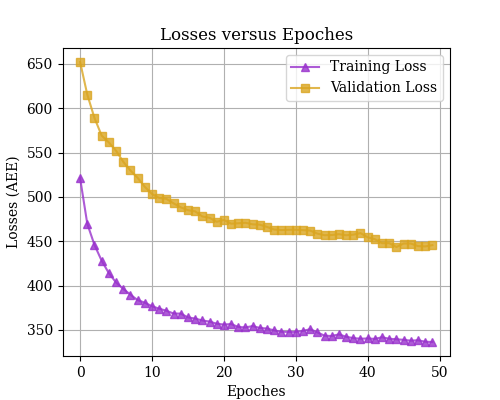 Losses versus Epoches
Training Loss
Validation Loss
Losses (AEE)
650
600
550
500
450
400
350
0 10 20 30 40 50
Epoches